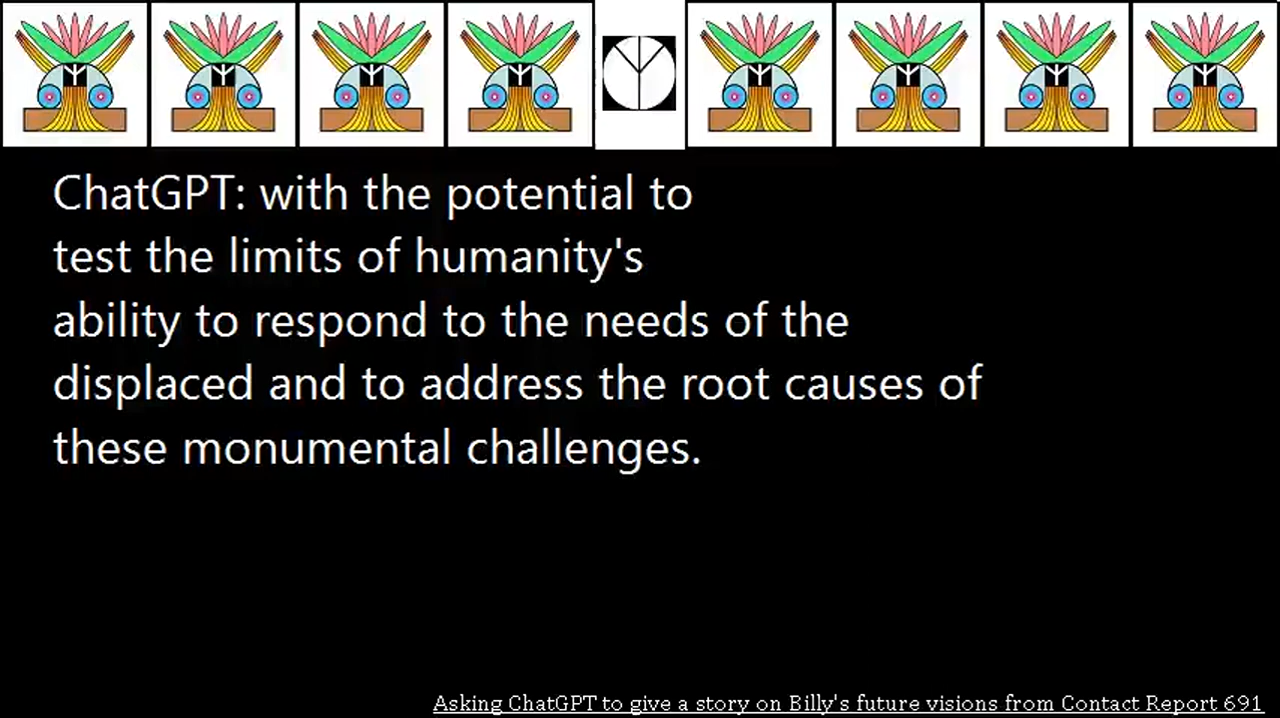 ChatGPT: with the potential to
test the limits of humanity's
ability to respond to the needs of the
displaced and to address the root causes of
these monumental challenges.
Asking ChatGPT to give a story on Billy's future visions from Contact Report 691